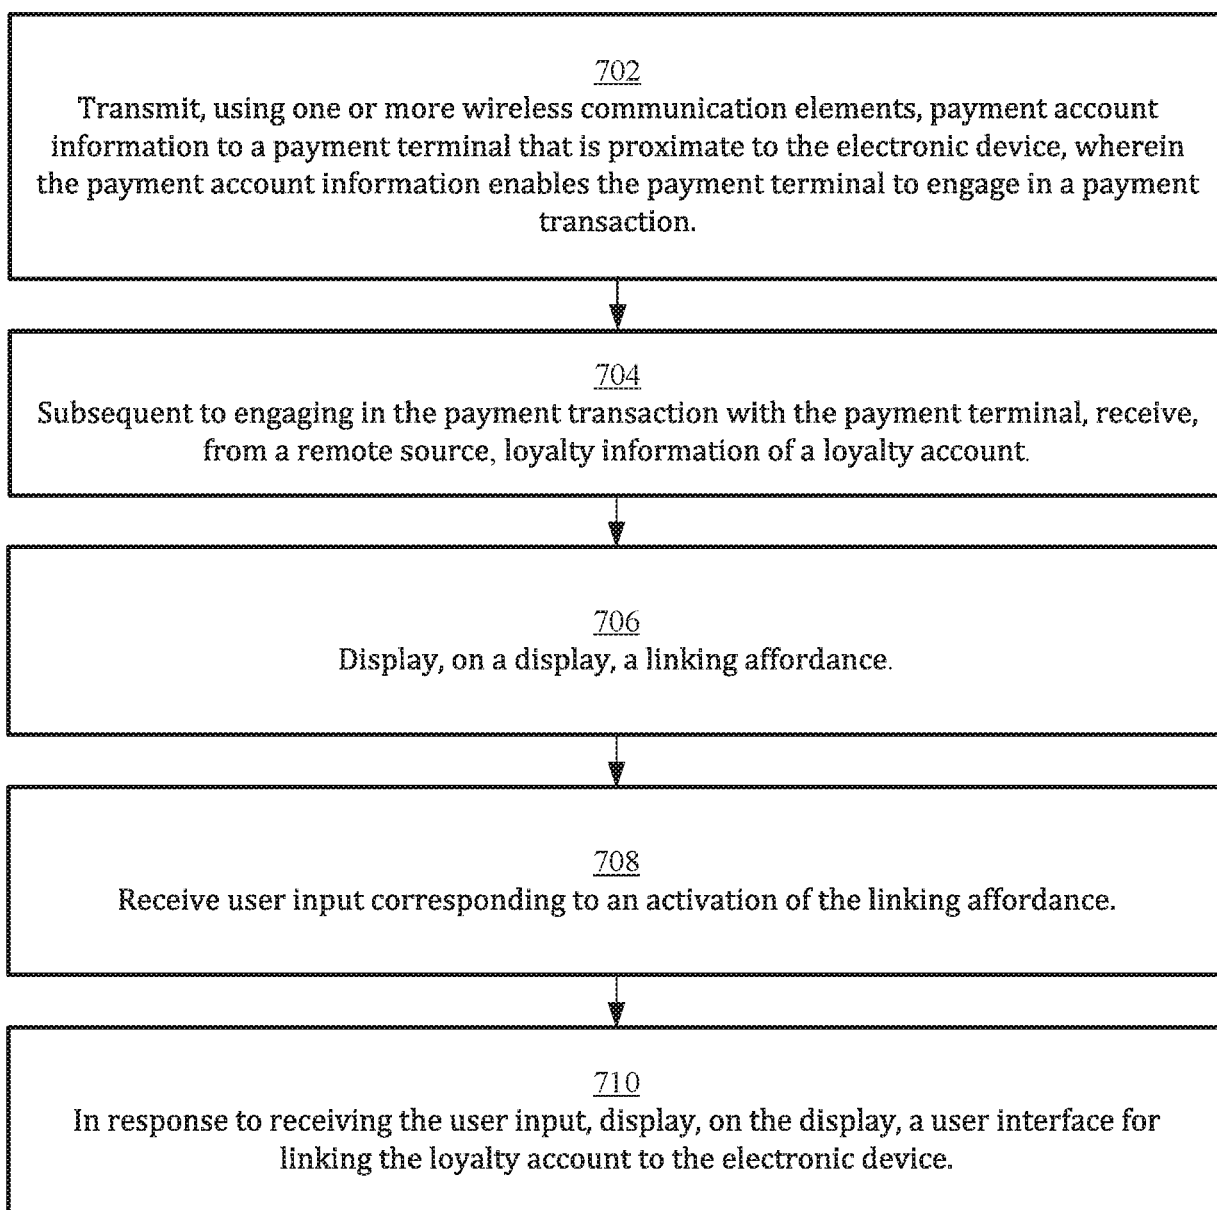 702
Transmit, using one or more wireless communication elements, payment account
information to a payment terminal that is proximate to the electronic device, wherein
the payment account information enables the payment terminal to engage in a payment
transaction.
704
Subsequent to engaging in the payment transaction with the payment terminal, receive,
from a remote source, loyalty information of a loyalty account.
706
Display, on a display, a linking affordance.
708
Receive user input corresponding to an activation of the linking affordance.
710
In response to receiving the user input, display, on the display, a user interface for
linking the loyalty account to the electronic device.